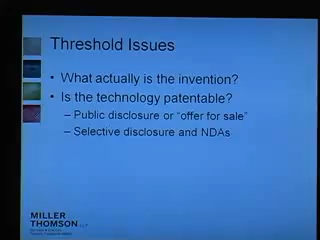 Threshold Issues
• What actually is the invention?
• Is the technology patentable?
– Public disclosure or "offer for sale"
– Selective disclosure and NDAs
MILLER
THOMSON LLP